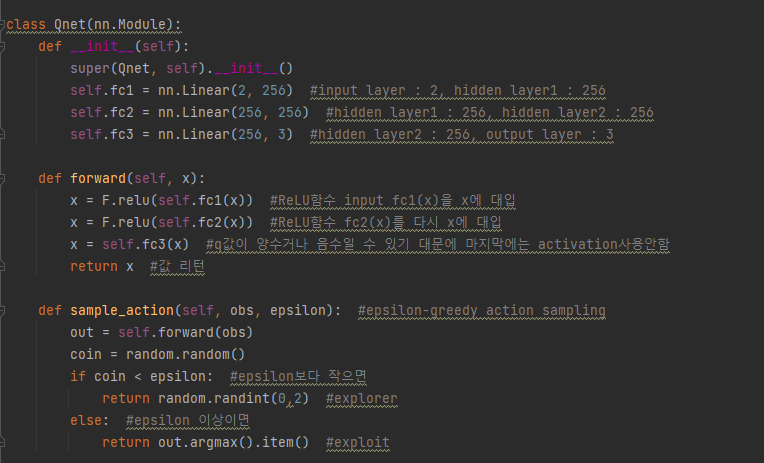 class Qnet(nn.Module):
    def __init__(self):
        super(Qnet, self).__init__()
        self.fc1 = nn.Linear(2, 256)  #input layer : 2, hidden layer1 : 256
        self.fc2 = nn.Linear(256, 256)  #hidden layer1 : 256, hidden layer2 : 256
        self.fc3 = nn.Linear(256, 3)  #hidden layer2 : 256, output layer : 3

    def forward(self, x):
        x = F.relu(self.fc1(x))  #ReLU함수 input fc1(x)을 x에 대입
        x = F.relu(self.fc2(x))  #ReLU함수 fc2(x)를 다시 x에 대입
        x = self.fc3(x)  #q값이 양수거나 음수일 수 있기 대문에 마지막에는 activation사용안함
        return x  #값 리턴

    def sample_action(self, obs, epsilon):  #epsilon-greedy action sampling
        out = self.forward(obs)
        coin = random.random()
        if coin < epsilon:  #epsilon보다 작으면
            return random.randint(0,2)  #explorer
        else:  #epsilon 이상이면
            return out.argmax().item()  #exploit